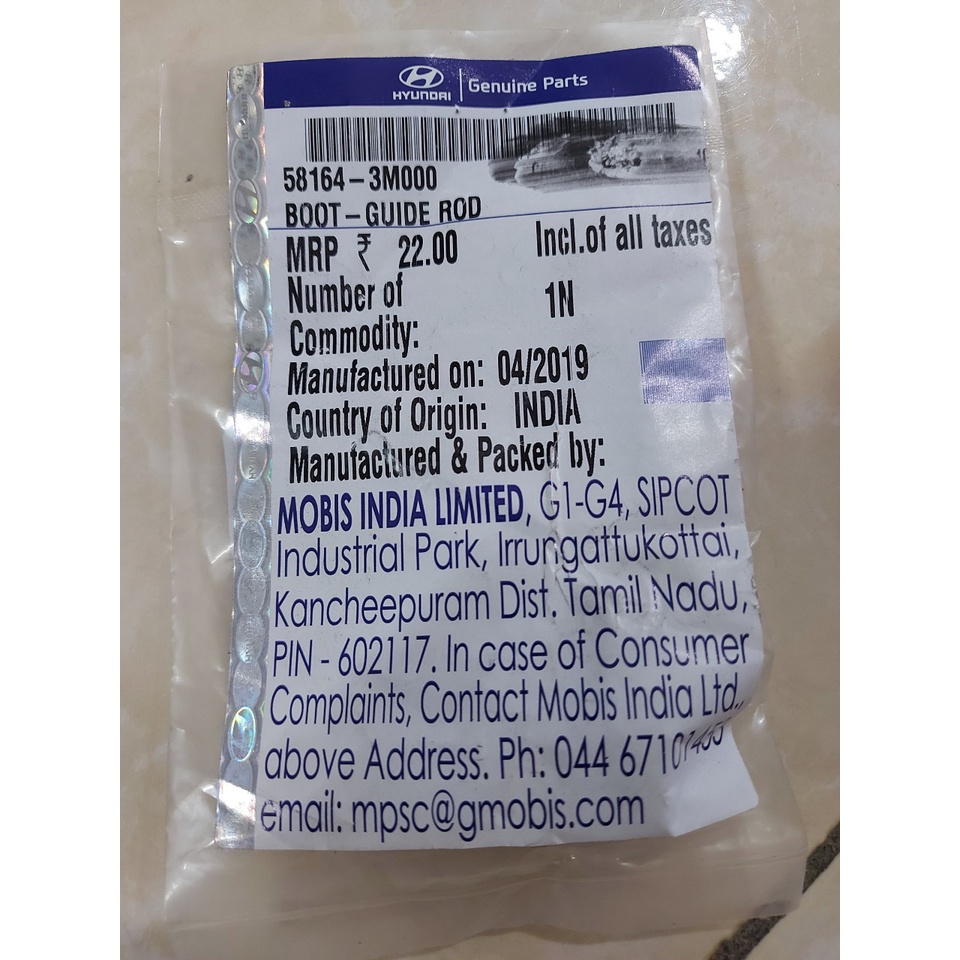 HYUNDAI | Genuine Parts
58164-3M000
BOOT-GUIDE ROD
MRP ₹ 22.00 Incl.of all taxes
Number of 1N
Commodity:
Manufactured on: 04/2019
Country of Origin: INDIA
Manufactured & Packed by:
MOBIS INDIA LIMITED, G1-G4, SIPCOT
Industrial Park, Irrungattukottai,
Kancheepuram Dist. Tamil Nadu,
PIN - 602117. In case of Consumer
Complaints, Contact Mobis India Ltd.,
above Address. Ph: 044
email: mpsc@gmobis.com